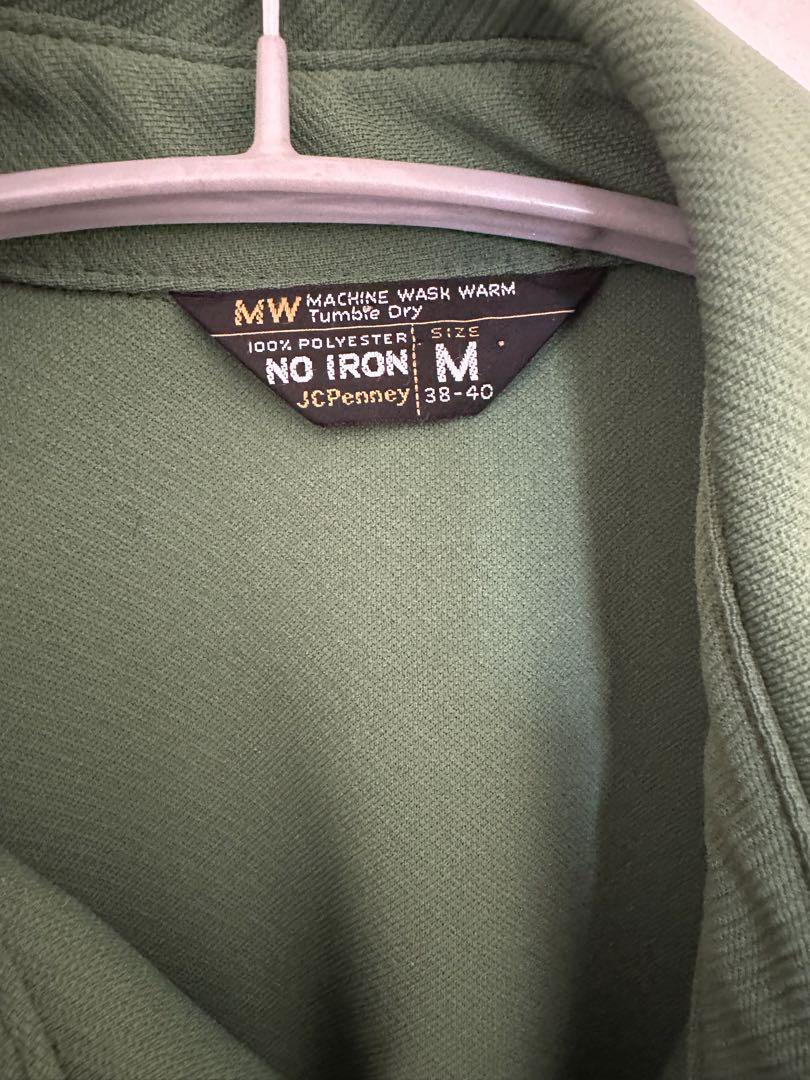 MW MACHINE WASH WARM
Tumble Dry
100% POLYESTER
NO IRON
JCPenney
SIZE
M
38-40